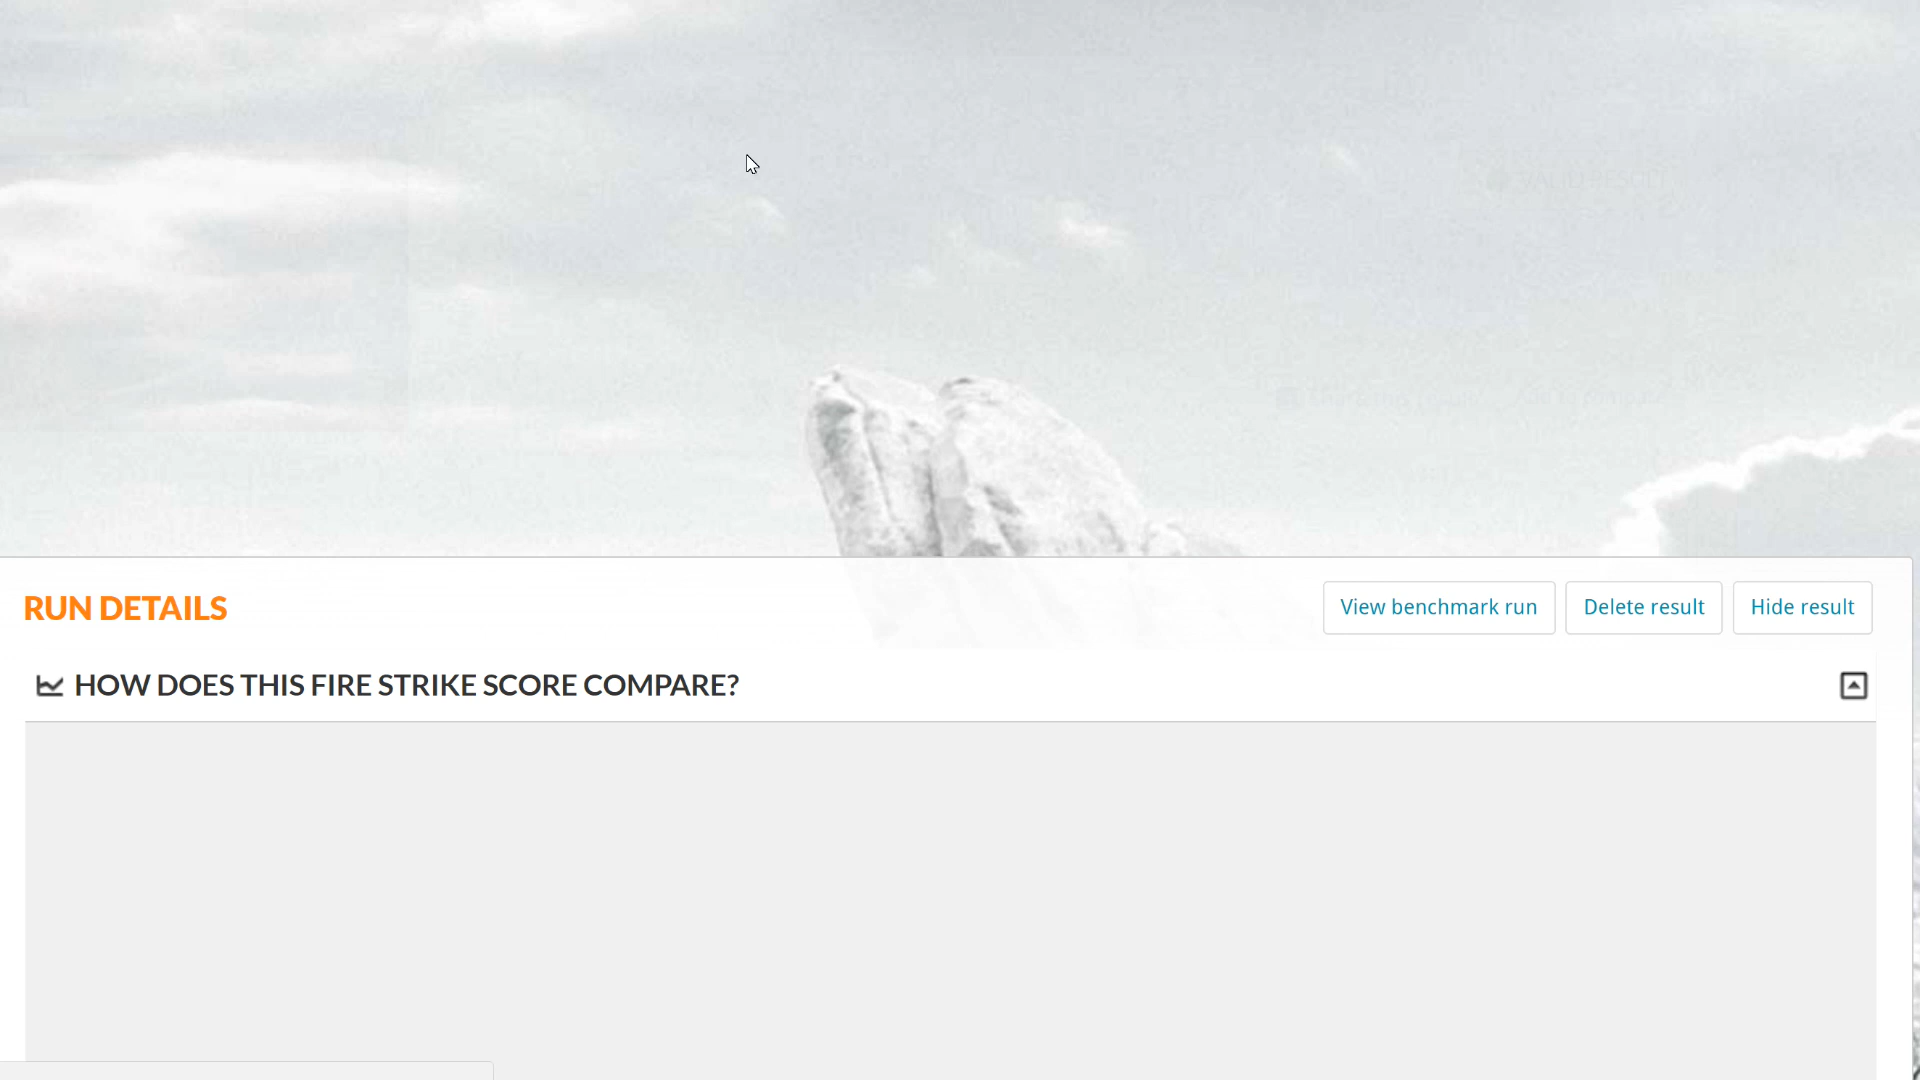 RUN DETAILS
View benchmark run
Delete result
Hide result
HOW DOES THIS FIRE STRIKE SCORE COMPARE?